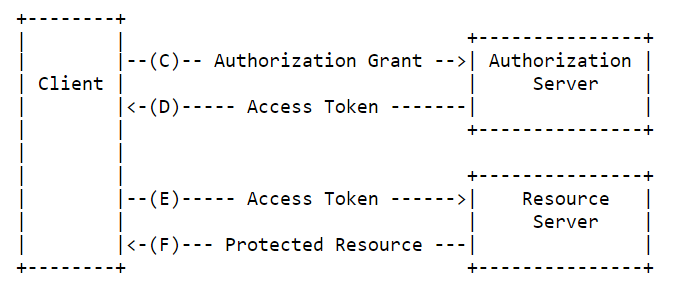 +--------+
|        |                               +---------------+
|        |--(C)-- Authorization Grant -->| Authorization |
| Client |                               |     Server    |
|        |<-(D)----- Access Token -------|               |
|        |                               +---------------+
|        |
|        |                               +---------------+
|        |--(E)----- Access Token ------>|    Resource   |
|        |                               |     Server    |
|        |<-(F)--- Protected Resource ---|               |
+--------+                               +---------------+